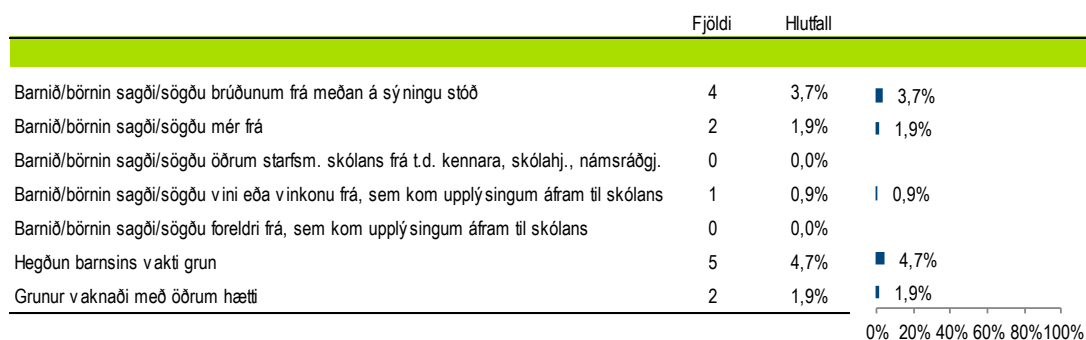 Fjöldi Hlutfall
Barnið/börnin sagði/sögðu brúðunum frá meðan á sýningu stóð 4 3,7% 3,7%
Barnið/börnin sagði/sögðu mér frá 2 1,9% 1,9%
Barnið/börnin sagði/sögðu öðrum starfsm. skólans frá t.d. kennara, skólahj., námsráðgj. 0 0,0%
Barnið/börnin sagði/sögðu vini eða vinkonu frá, sem kom upplýsingum áfram til skólans 1 0,9% 0,9%
Barnið/börnin sagði/sögðu foreldri frá, sem kom upplýsingum áfram til skólans 0 0,0%
Hegðun barnsins vakti grun 5 4,7% 4,7%
Grunur vaknaði með öðrum hætti 2 1,9% 1,9%
0% 20% 40% 60% 80% 100%